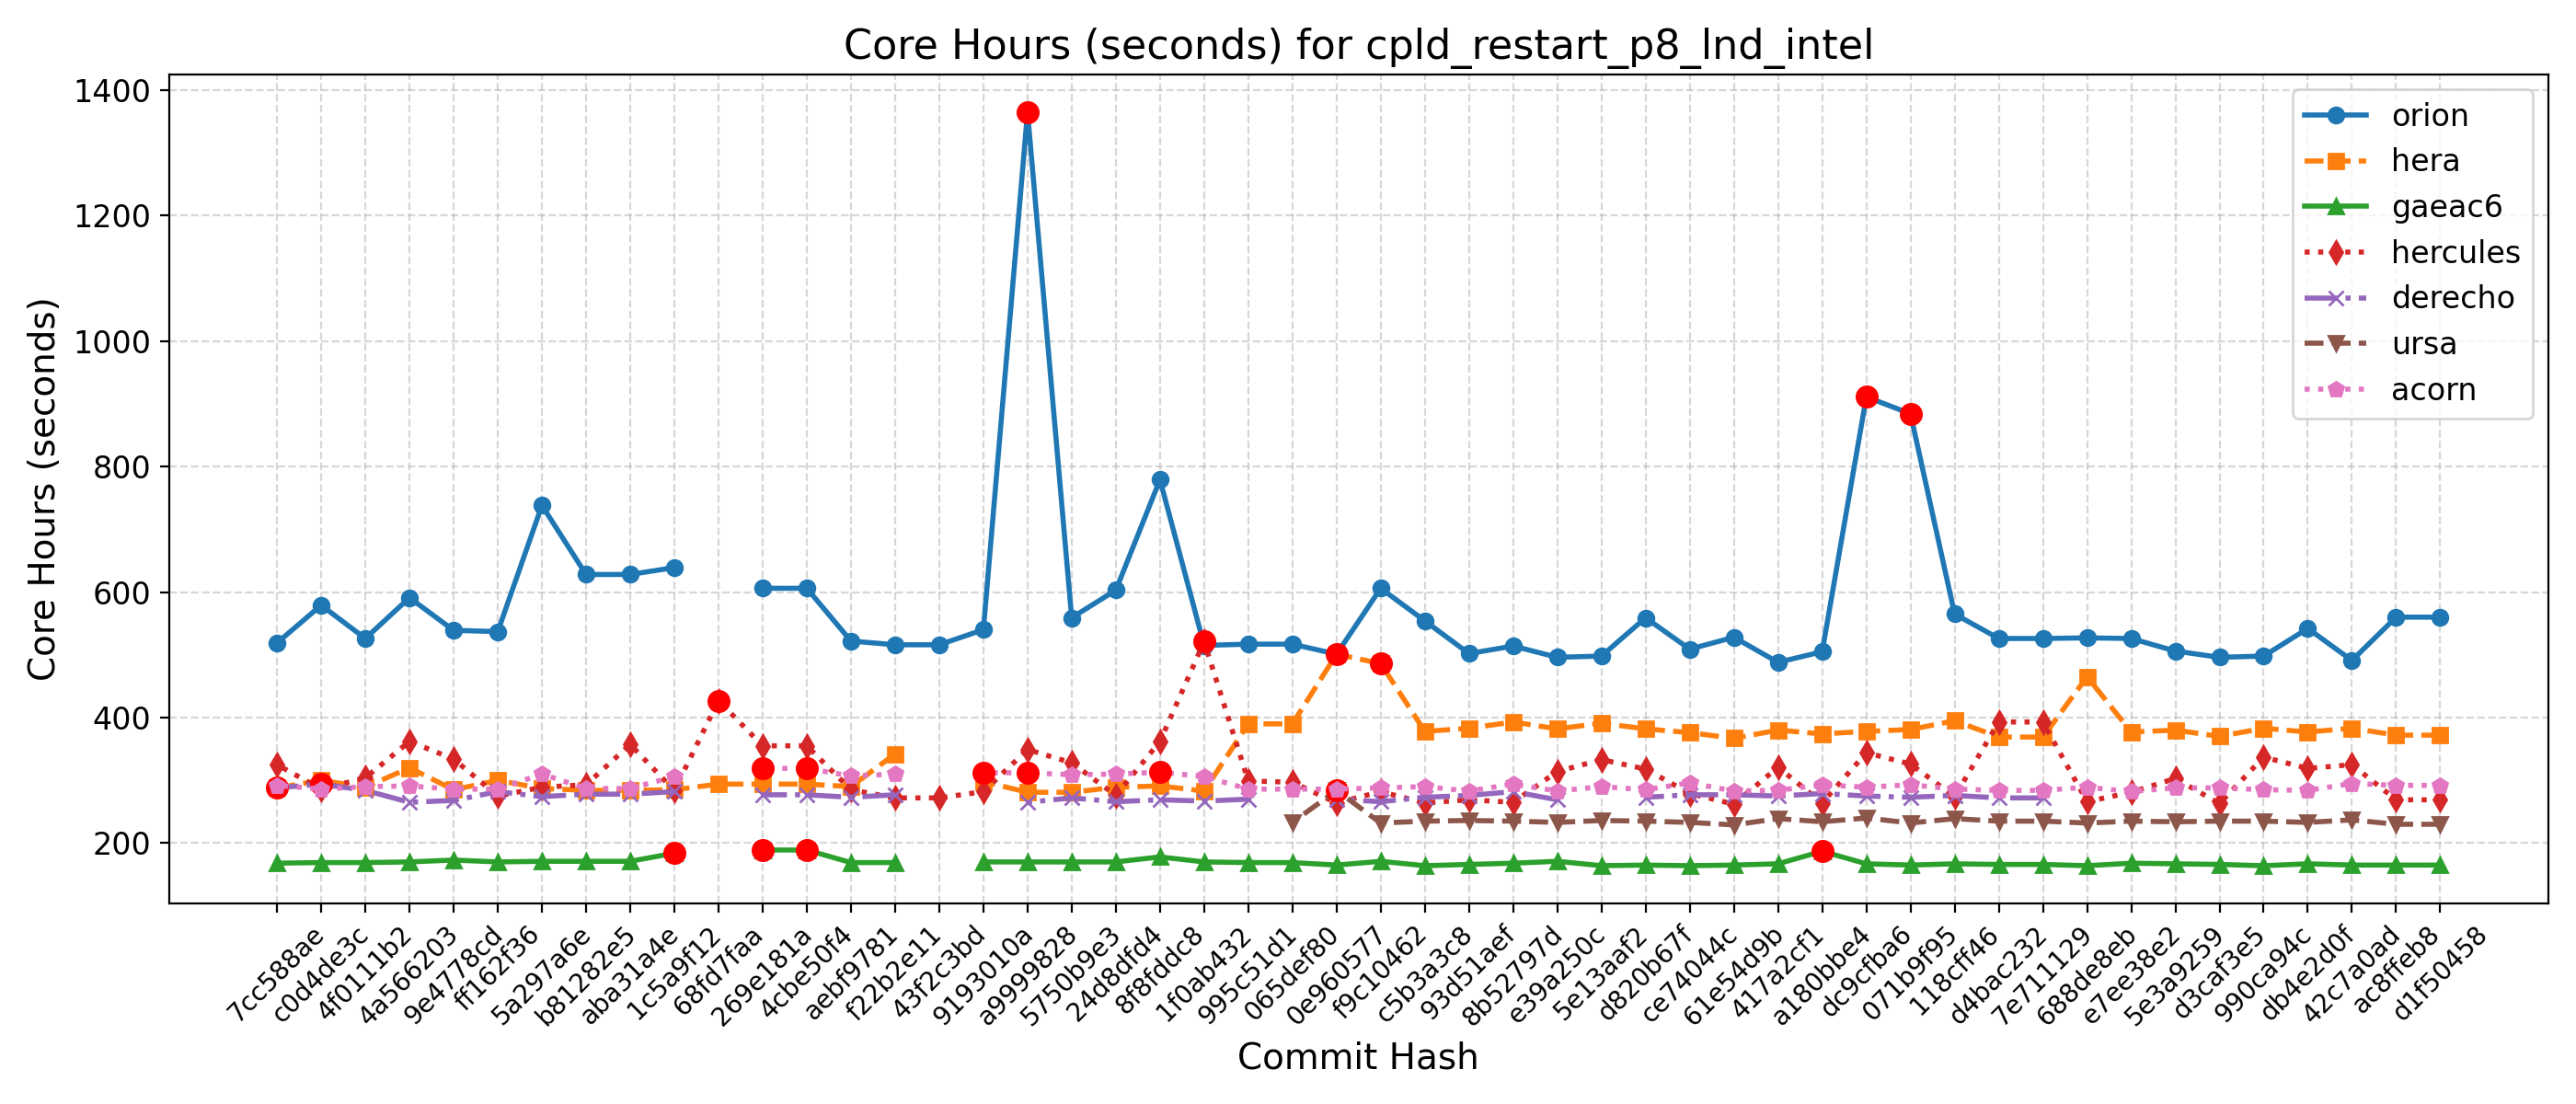 Core Hours (seconds) for cpld_restart_p8_lnd_intel
Core Hours (seconds)
1400
1200
1000
800
600
400
200
orion
hera
gaeac6
hercules
derecho
ursa
acorn
7cc588ae
c0d4de3c
4f0111b2
4a566203
9e4778cd
ff162f36
5a297a6e
b81282e5
aba31a4e
1c5a9f12
68fd7faa
269e181a
4cbe50f4
aebf9781
f22b2e11
43f2c3bd
9193010a
a9999828
5750b9e3
24d8dfd4
8f8fddc8
1f0ab432
995c51d1
065def80
0e960577
f9c10462
c5b3a3c8
93d51aef
8b52797d
e39a250c
5e13aaf2
d820b67f
ce74044c
61e54d9b
417a2cf1
a180bbe4
dc9cfba6
071b9f95
118cff46
d4bac232
7e711129
688de8eb
e7ee38e2
5e3a9259
d3caf3e5
990ca94c
db4e2d0f
42c7a0ad
ac8ffeb8
d1f50458
Commit Hash